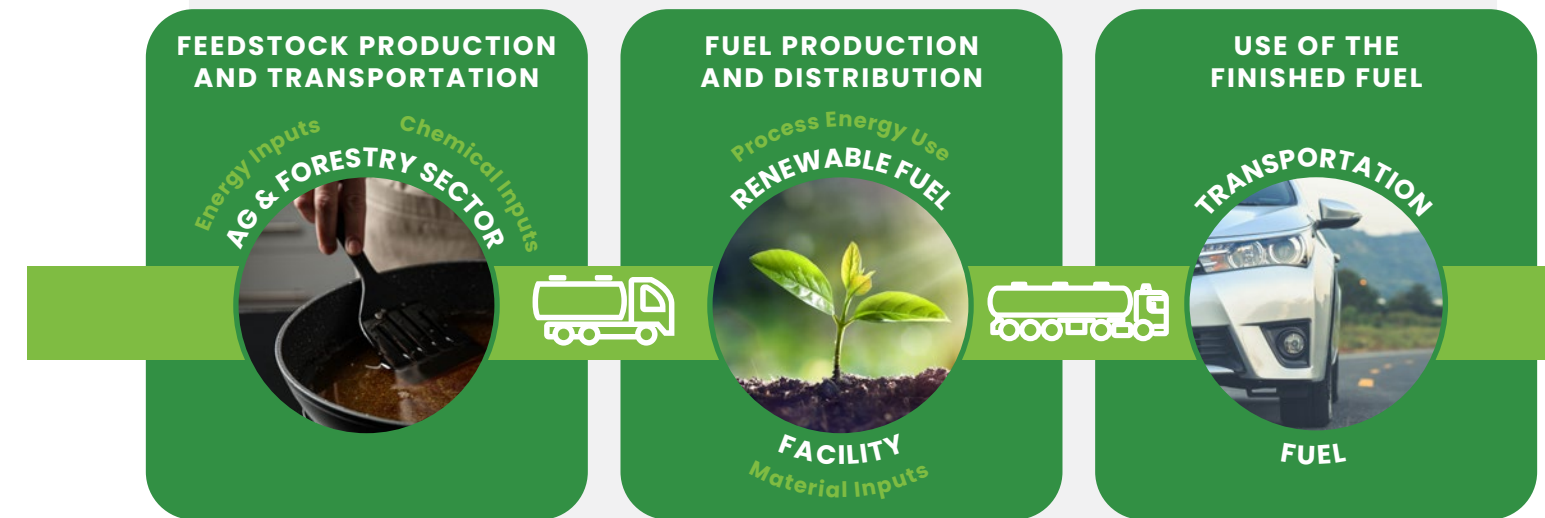 FEEDSTOCK PRODUCTION
AND TRANSPORTATION
Energy Inputs
Chemical Inputs
AG & FORESTRY SECTOR
FUEL PRODUCTION
AND DISTRIBUTION
Process Energy Use
RENEWABLE FUEL
FACILITY
Material Inputs
USE OF THE
FINISHED FUEL
TRANSPORTATION
FUEL